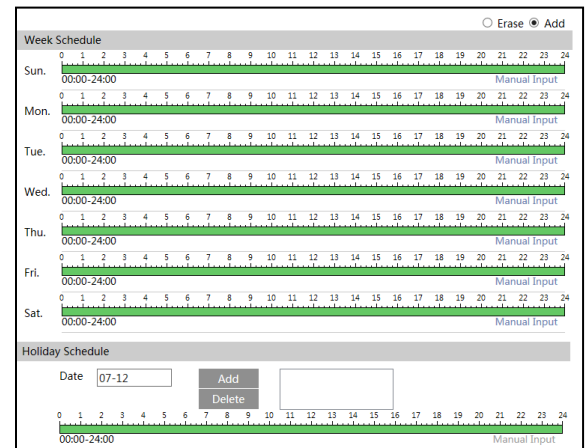 Erase Add
Week Schedule
0 1 2 3 4 5 6 7 8 9 10 11 12 13 14 15 16 17 18 19 20 21 22 23 24
Sun.
00:00-24:00 Manual Input
0 1 2 3 4 5 6 7 8 9 10 11 12 13 14 15 16 17 18 19 20 21 22 23 24
Mon.
00:00-24:00 Manual Input
0 1 2 3 4 5 6 7 8 9 10 11 12 13 14 15 16 17 18 19 20 21 22 23 24
Tue.
00:00-24:00 Manual Input
0 1 2 3 4 5 6 7 8 9 10 11 12 13 14 15 16 17 18 19 20 21 22 23 24
Wed.
00:00-24:00 Manual Input
0 1 2 3 4 5 6 7 8 9 10 11 12 13 14 15 16 17 18 19 20 21 22 23 24
Thu.
00:00-24:00 Manual Input
0 1 2 3 4 5 6 7 8 9 10 11 12 13 14 15 16 17 18 19 20 21 22 23 24
Fri.
00:00-24:00 Manual Input
0 1 2 3 4 5 6 7 8 9 10 11 12 13 14 15 16 17 18 19 20 21 22 23 24
Sat.
00:00-24:00 Manual Input
Holiday Schedule
Date 07-12 Add
Delete
0 1 2 3 4 5 6 7 8 9 10 11 12 13 14 15 16 17 18 19 20 21 22 23 24
00:00-24:00 Manual Input